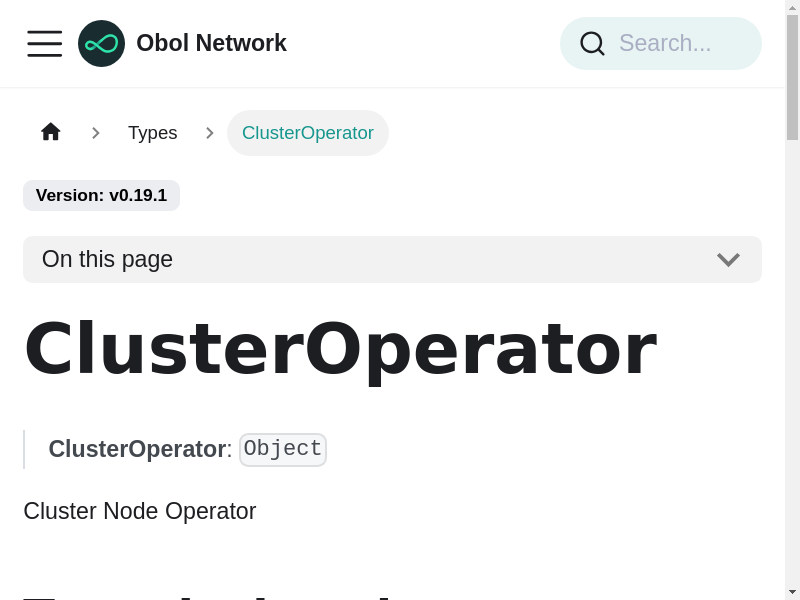 Obol Network
Search...
Types
ClusterOperator
Version: v0.19.1
On this page
ClusterOperator
ClusterOperator: Object
Cluster Node Operator